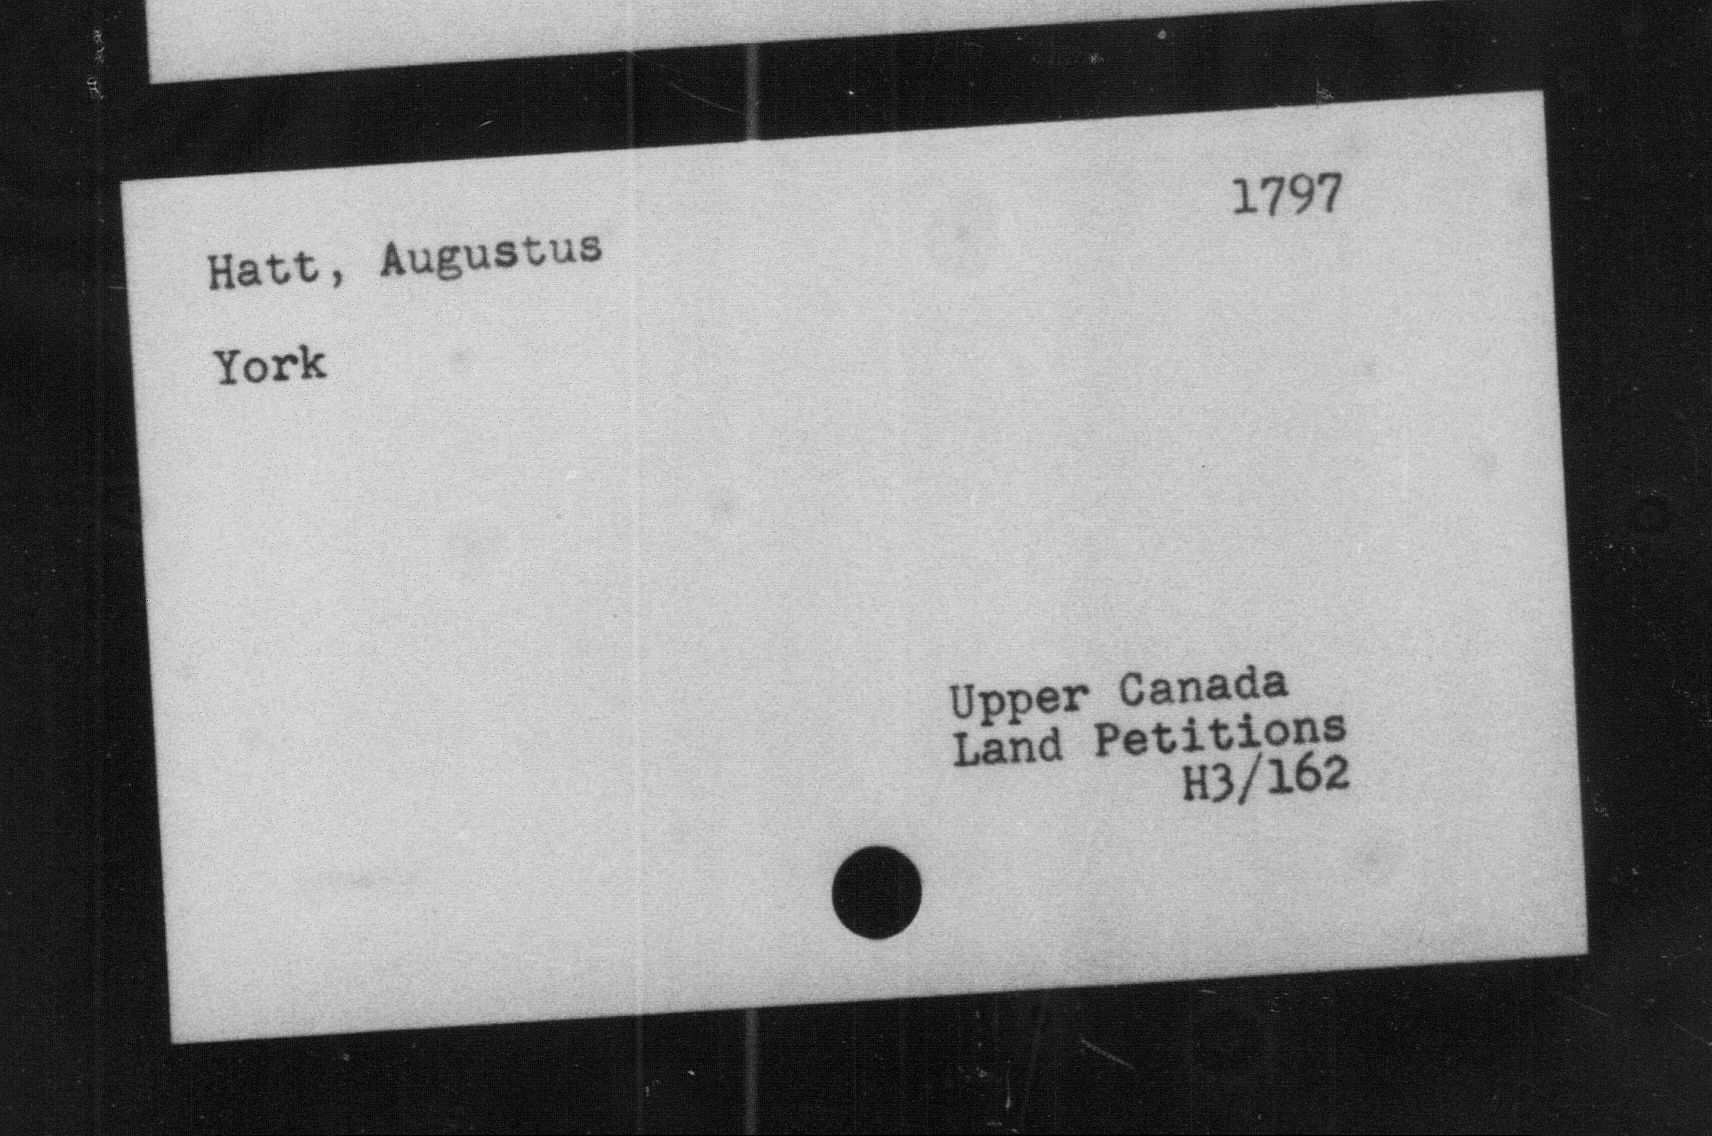 1797
Hatt, Augustus
York
Upper Canada
Land Petitions
H3/162